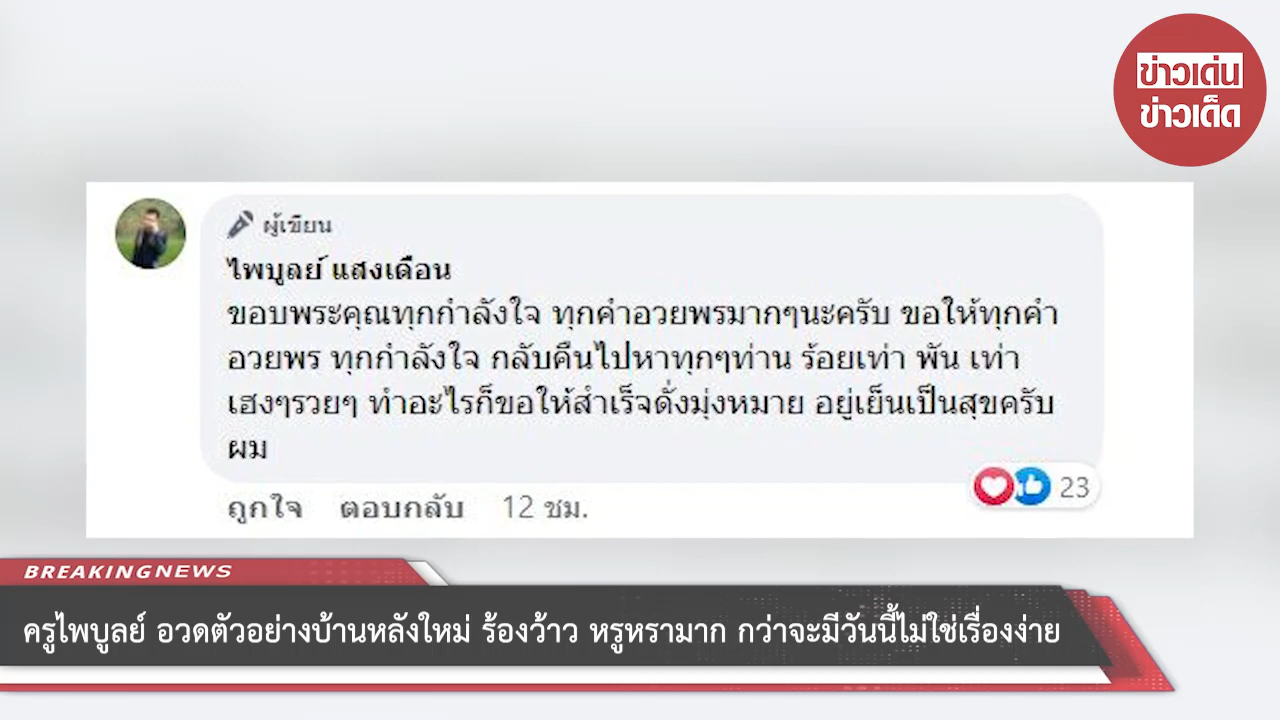 ข่าวเด่น
ข่าวเด็ด
ผู้เขียน
ไพบูลย์ แสงเดือน
ขอบพระคุณทุกกำลังใจ ทุกคำอวยพรมากๆนะครับ ขอให้ทุกคำ
อวยพร ทุกกำลังใจ กลับคืนไปหาทุกๆท่าน ร้อยเท่า พัน เท่า
เฮงๆรวยๆ ทำอะไรก็ขอให้สำเร็จดั่งมุ่งหมาย อยู่เย็นเป็นสุขครับ
ผม
23
ถูกใจ ตอบกลับ 12 ชม.
BREAKINGNEWS
ครูไพบูลย์ อวดตัวอย่างบ้านหลังใหม่ ร้องว้าว หรูหรามาก กว่าจะมีวันนี้ไม่ใช่เรื่องง่าย